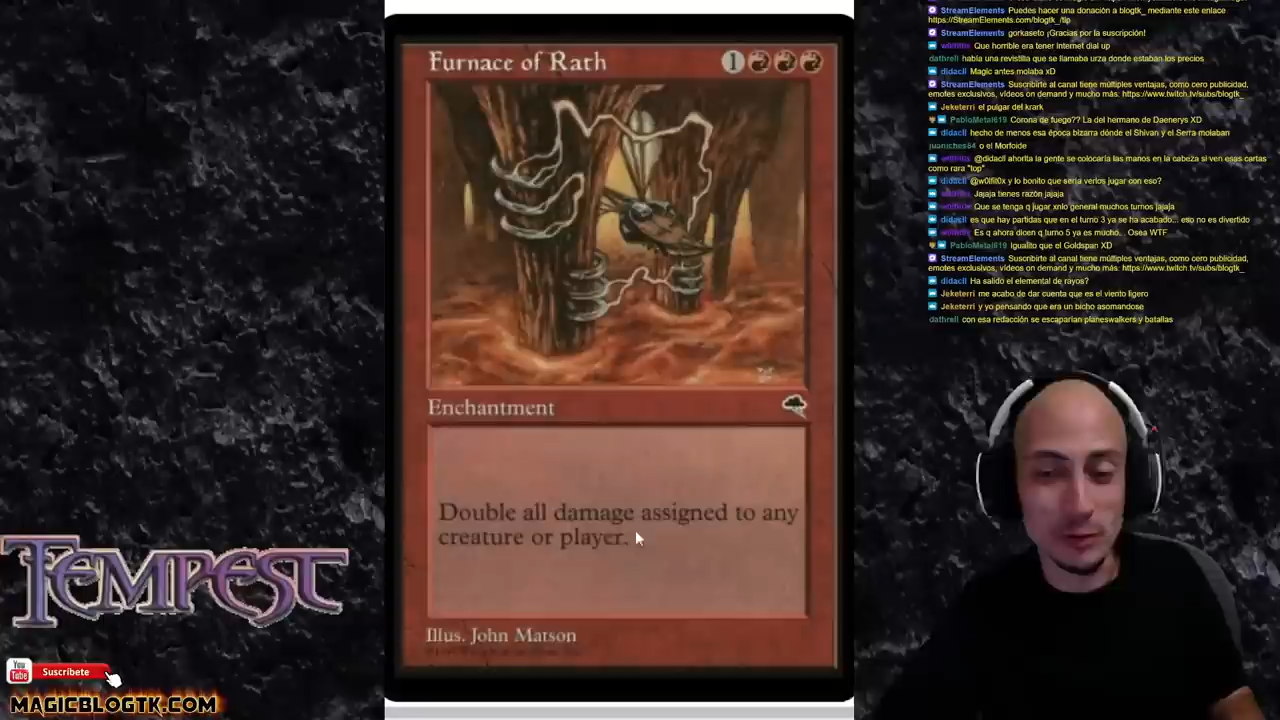 Furnace of Rath
1
Enchantment
Double all damage assigned to any
creature or player.
Illus. John Matson
TEMPEST
You
Tube
Suscríbete
MAGICBLOGTK.COM
StreamElements Puedes hacer una donación a blogtk_ mediante este enlace
https://StreamElements.com/blogtk_/tip
StreamElements gorkaseto ¡Gracias por la suscripción!
Que horrible era tener Internet dial up
dathrell había una revistilla que se llamaba urza donde estaban los precios
didacll Magic antes molaba xD
StreamElements Suscribirte al canal tiene múltiples ventajas, como cero publicidad,
emotes exclusivos, vídeos on demand y mucho más: https://www.twitch.tv/subs/blogtk_
Jeketerri el pulgar del krark
PabloMetal619 Corona de fuego?? La del hermano de Daenerys XD
didacll hecho de menos esa época bizarra dónde el Shivan y el Serra molaban
juaniches64 o el Morfoide
@didacll ahorita la gente se colocaría las manos en la cabeza si ven esas cartas
como rara "top"
didacll @w0lfil0x y lo bonito que sería verlos jugar con eso?
Jajaja tienes razón jajaja
Que se tenga q jugar xnlo general muchos turnos jajaja
didacll es que hay partidas que en el turno 3 ya se ha acabado... eso no es divertido
Es q ahora dicen q turno 5 ya es mucho... Osea WTF
PabloMetal619 Igualito que el Goldspan XD
StreamElements Suscribirte al canal tiene múltiples ventajas, como cero publicidad,
emotes exclusivos, vídeos on demand y mucho más: https://www.twitch.tv/subs/blogtk_
didacll Ha salido el elemental de rayos?
Jeketerri me acabo de dar cuenta que es el viento ligero
Jeketerri y yo pensando que era un bicho asomandose
dathrell con esa redacción se escaparían planeswalkers y batallas